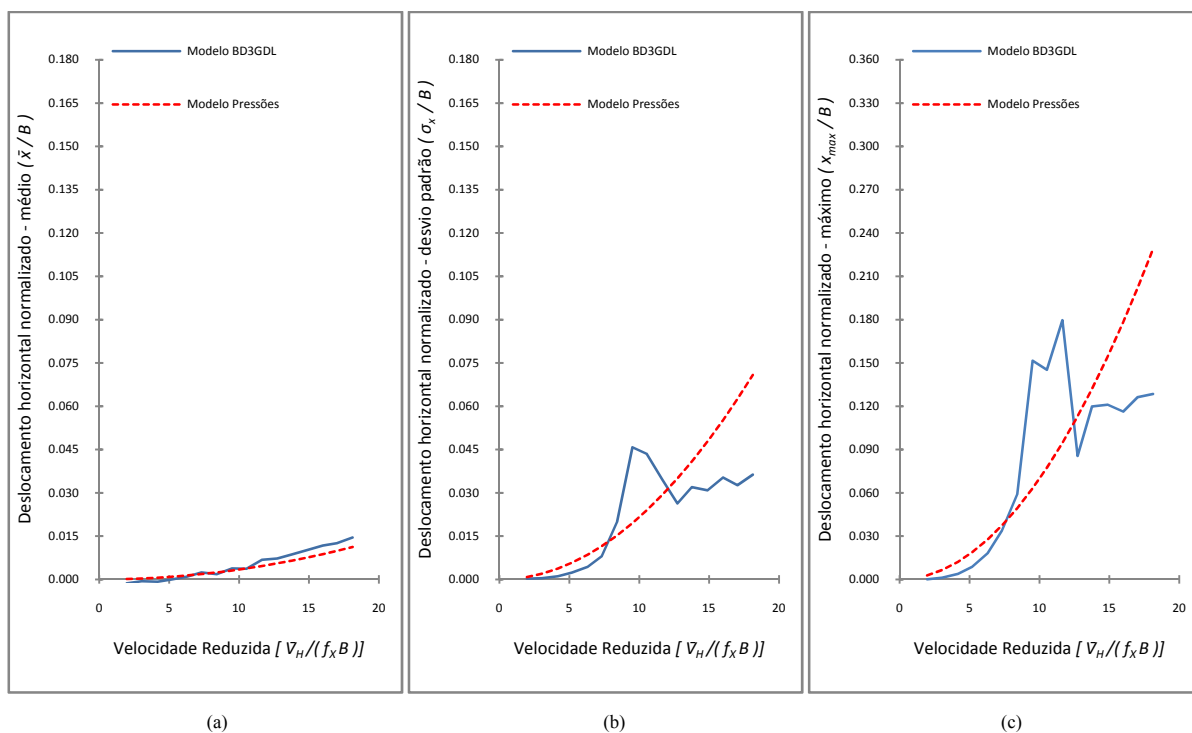 Deslocamento horizontal normalizado - médio ( x̄ / B )
Modelo BD3GDL
Modelo Pressões
0.180
0.165
0.150
0.135
0.120
0.105
0.090
0.075
0.060
0.045
0.030
0.015
0.000
0 5 10 15 20
Velocidade Reduzida [ V̄H /( fX B )]
(a)
Deslocamento horizontal normalizado - desvio padrão ( σx / B )
Modelo BD3GDL
Modelo Pressões
0.180
0.165
0.150
0.135
0.120
0.105
0.090
0.075
0.060
0.045
0.030
0.015
0.000
0 5 10 15 20
Velocidade Reduzida [ V̄H /( fX B )]
(b)
Deslocamento horizontal normalizado - máximo ( xmax / B )
Modelo BD3GDL
Modelo Pressões
0.360
0.330
0.300
0.270
0.240
0.210
0.180
0.150
0.120
0.090
0.060
0.030
0.000
0 5 10 15 20
Velocidade Reduzida [ V̄H /( fX B )]
(c)